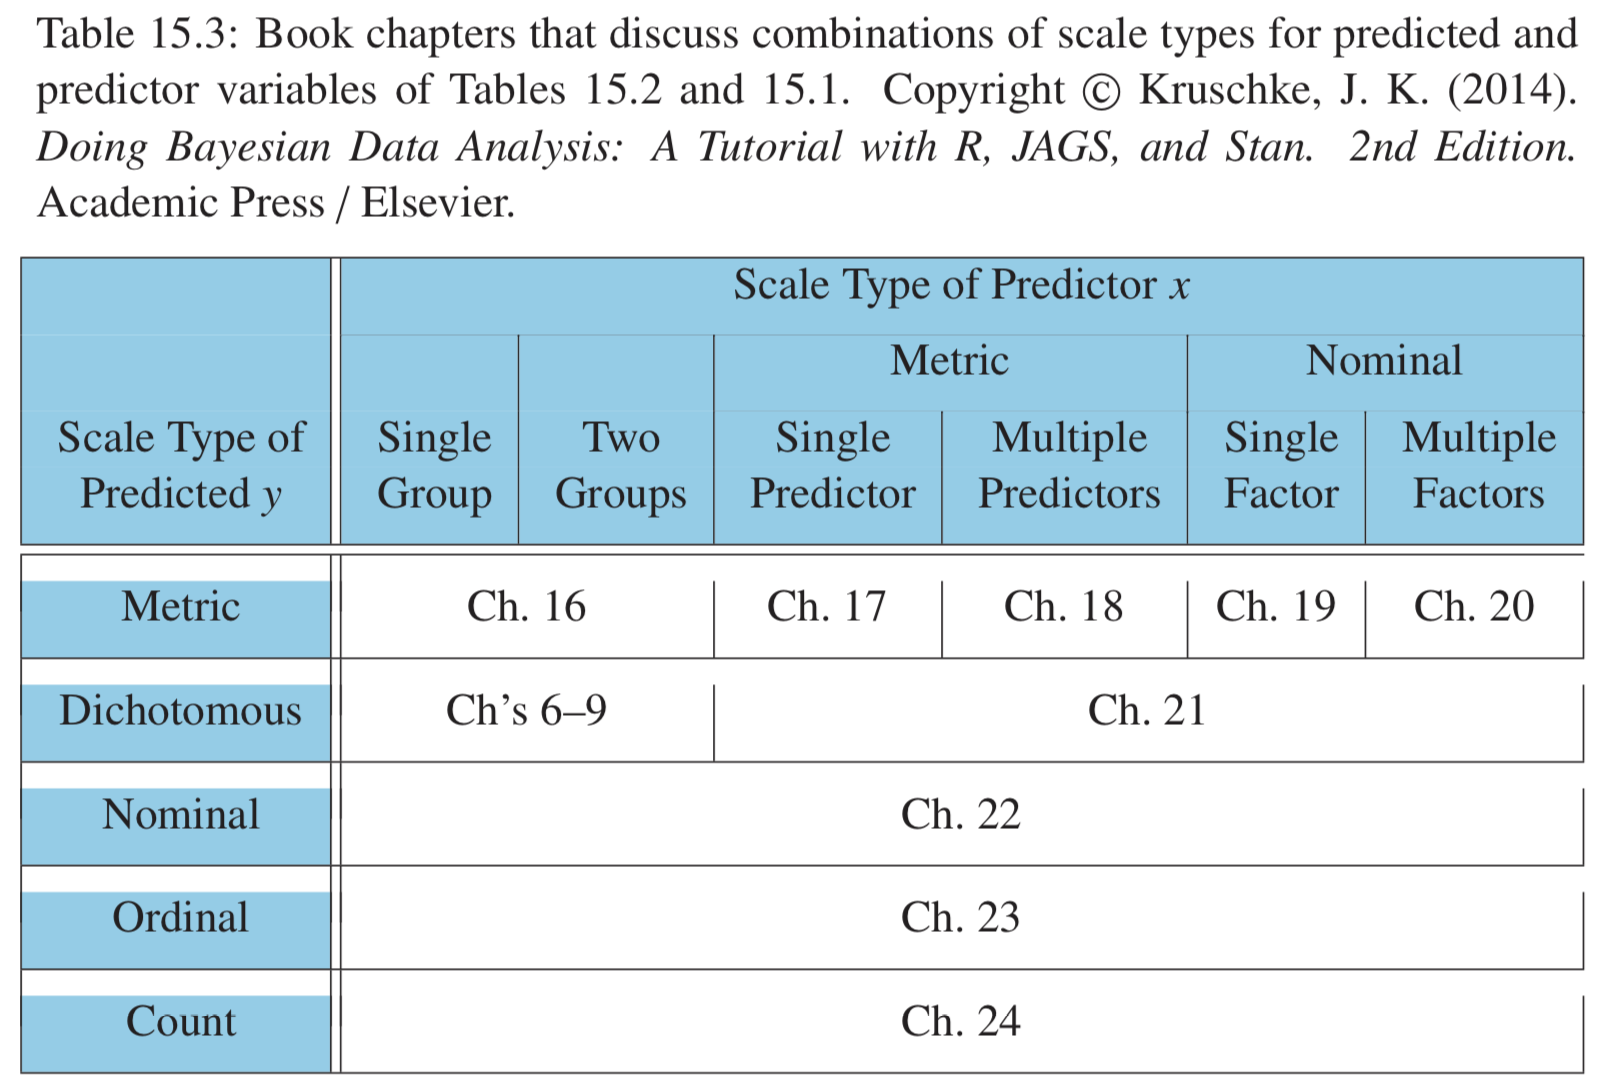 Table 15.3: Book chapters that discuss combinations of scale types for predicted and
predictor variables of Tables 15.2 and 15.1. Copyright © Kruschke, J. K. (2014).
Doing Bayesian Data Analysis: A Tutorial with R, JAGS, and Stan. 2nd Edition.
Academic Press / Elsevier.
Scale Type of Predictor x
Metric Nominal
Scale Type of Single Two Single Multiple Single Multiple
Predicted y Group Groups Predictor Predictors Factor Factors
Metric Ch. 16 Ch. 17 Ch. 18 Ch. 19 Ch. 20
Dichotomous Ch’s 6–9 Ch. 21
Nominal Ch. 22
Ordinal Ch. 23
Count Ch. 24